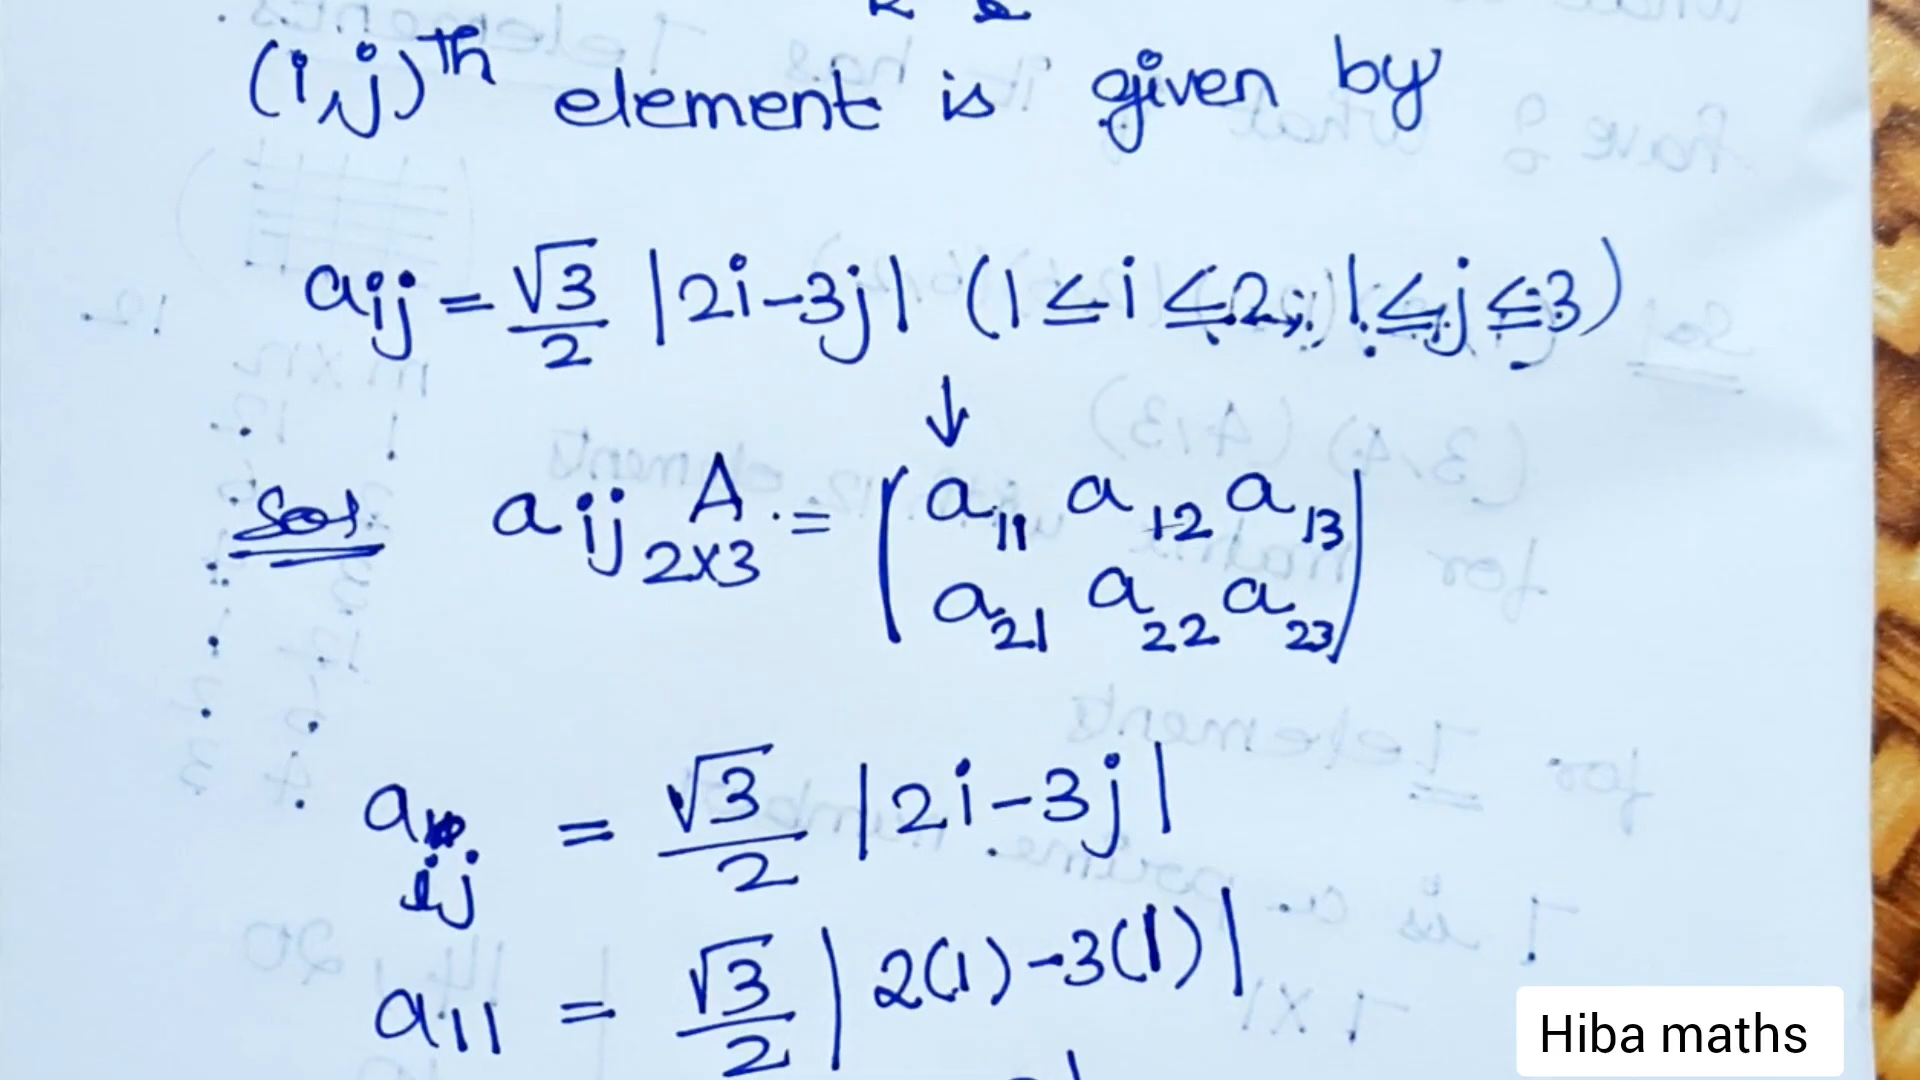 (i,j)th element is given by
aij = √3/2 |2i-3j| (1≤i≤2, 1≤j≤3)
↓
Sol aij A 2x3 = (a11 a12 a13
a21 a22 a23)
aij = √3/2 |2i-3j|
a11 = √3/2 |2(1)-3(1)|
Hiba maths